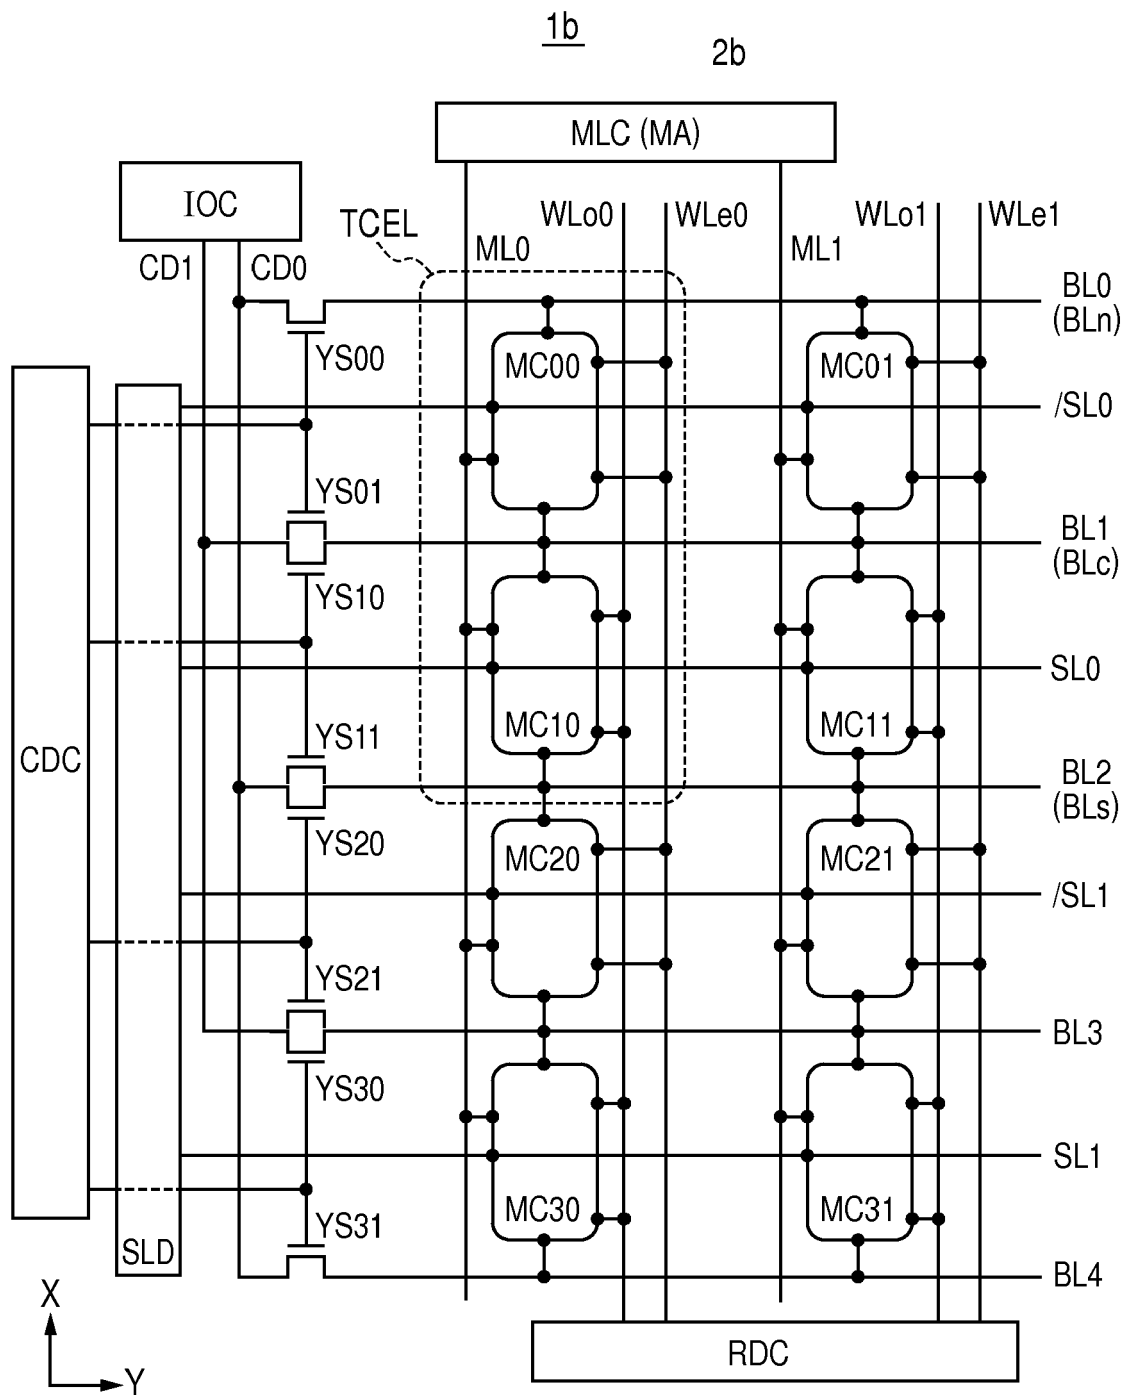 1b
2b
MLC (MA)
IOC
TCEL
WLo0
WLe0
WLo1
WLe1
CD1
CD0
ML0
ML1
BL0
(BLn)
YS00
MC00
MC01
/SL0
YS01
BL1
(BLc)
YS10
SL0
MC10
MC11
YS11
CDC
BL2
(BLs)
YS20
MC20
MC21
/SL1
YS21
BL3
YS30
SL1
MC30
MC31
YS31
SLD
BL4
X
Y
RDC